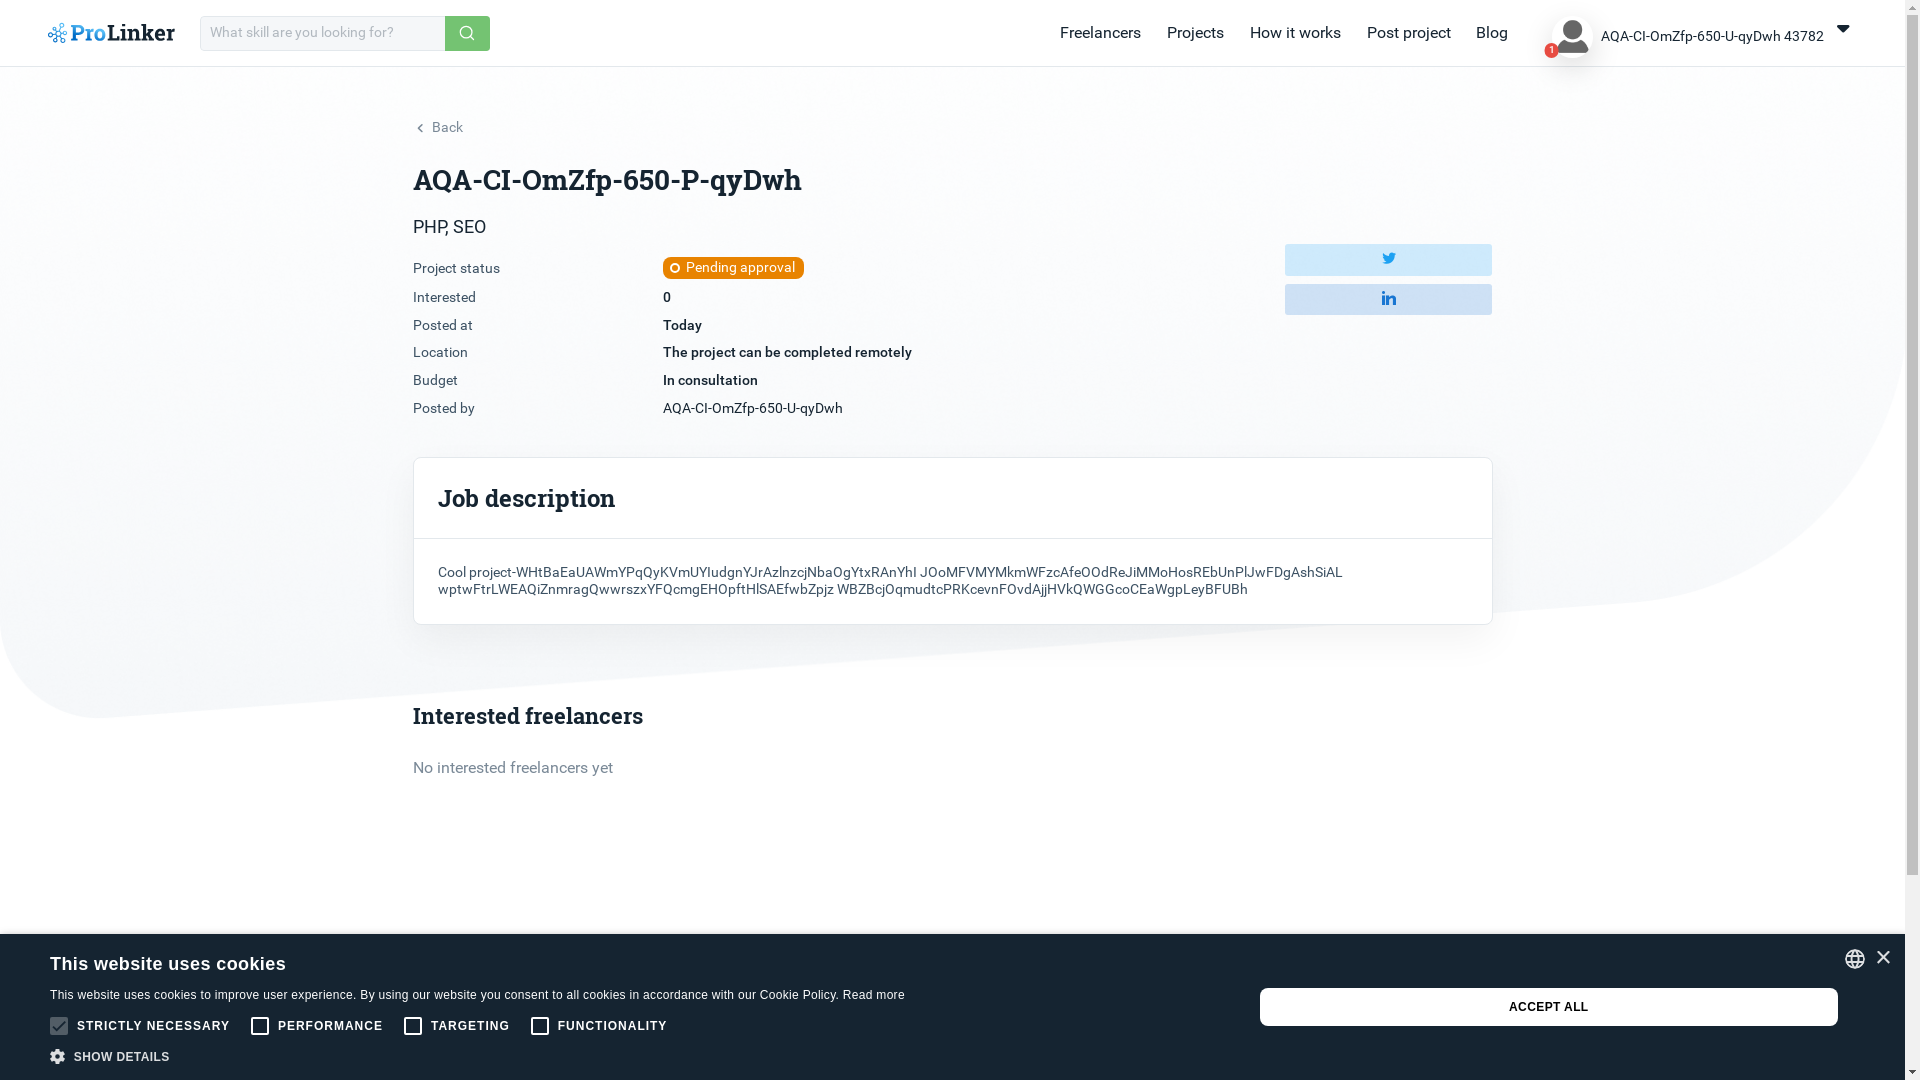 ProLinker
What skill are you looking for?
Freelancers
Projects
How it works
Post project
Blog
1
AQA-CI-OmZfp-650-U-qyDwh 43782
Back
AQA-CI-OmZfp-650-P-qyDwh
PHP, SEO
Project status
Pending approval
Interested
0
Posted at
Today
Location
The project can be completed remotely
Budget
In consultation
Posted by
AQA-CI-OmZfp-650-U-qyDwh
Job description
Cool project-WHtBaEaUAWmYPqQyKVmUYIudgnYJrAzlnzcjNbaOgYtxRAnYhI JOoMFVMYMkmWFzcAfeOOdReJiMMoHosREbUnPlJwFDgAshSiAL
wptwFtrLWEAQiZnmragQwwrszxYFQcmgEHOpftHlSAEfwbZpjz WBZBcjOqmudtcPRKcevnFOvdAjjHVkQWGGcoCEaWgpLeyBFUBh
Interested freelancers
No interested freelancers yet
This website uses cookies
This website uses cookies to improve user experience. By using our website you consent to all cookies in accordance with our Cookie Policy. Read more
STRICTLY NECESSARY
PERFORMANCE
TARGETING
FUNCTIONALITY
SHOW DETAILS
ACCEPT ALL